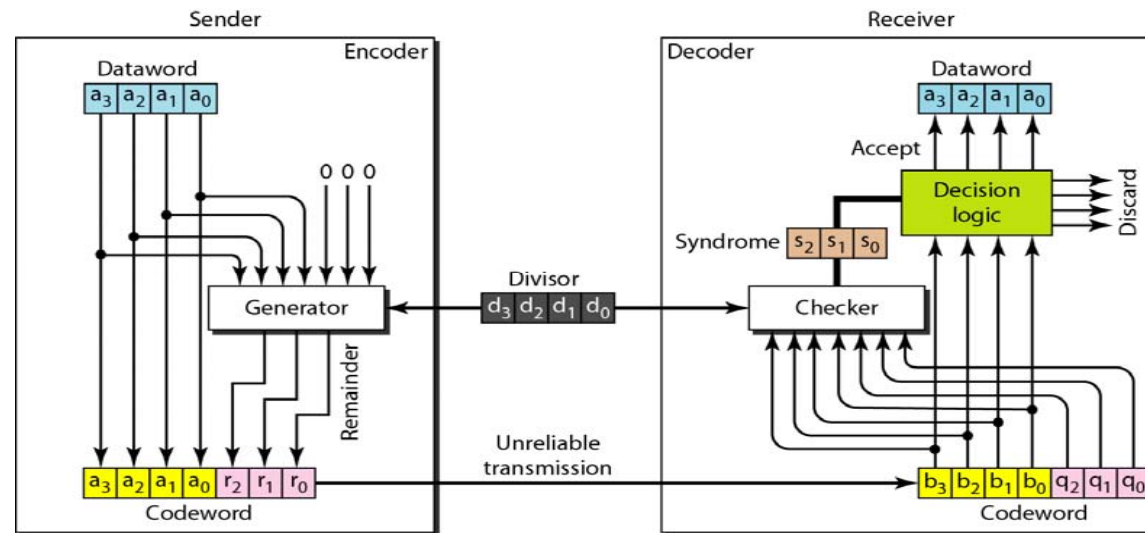 Sender
Encoder
Dataword
a3 a2 a1 a0
0 0 0
Generator
Remainder
a3 a2 a1 a0 r2 r1 r0
Codeword
Divisor
d3 d2 d1 d0
Unreliable
transmission
Receiver
Decoder
Dataword
a3 a2 a1 a0
Accept
Decision
logic
Discard
Syndrome
s2 s1 s0
Checker
b3 b2 b1 b0 q2 q1 q0
Codeword